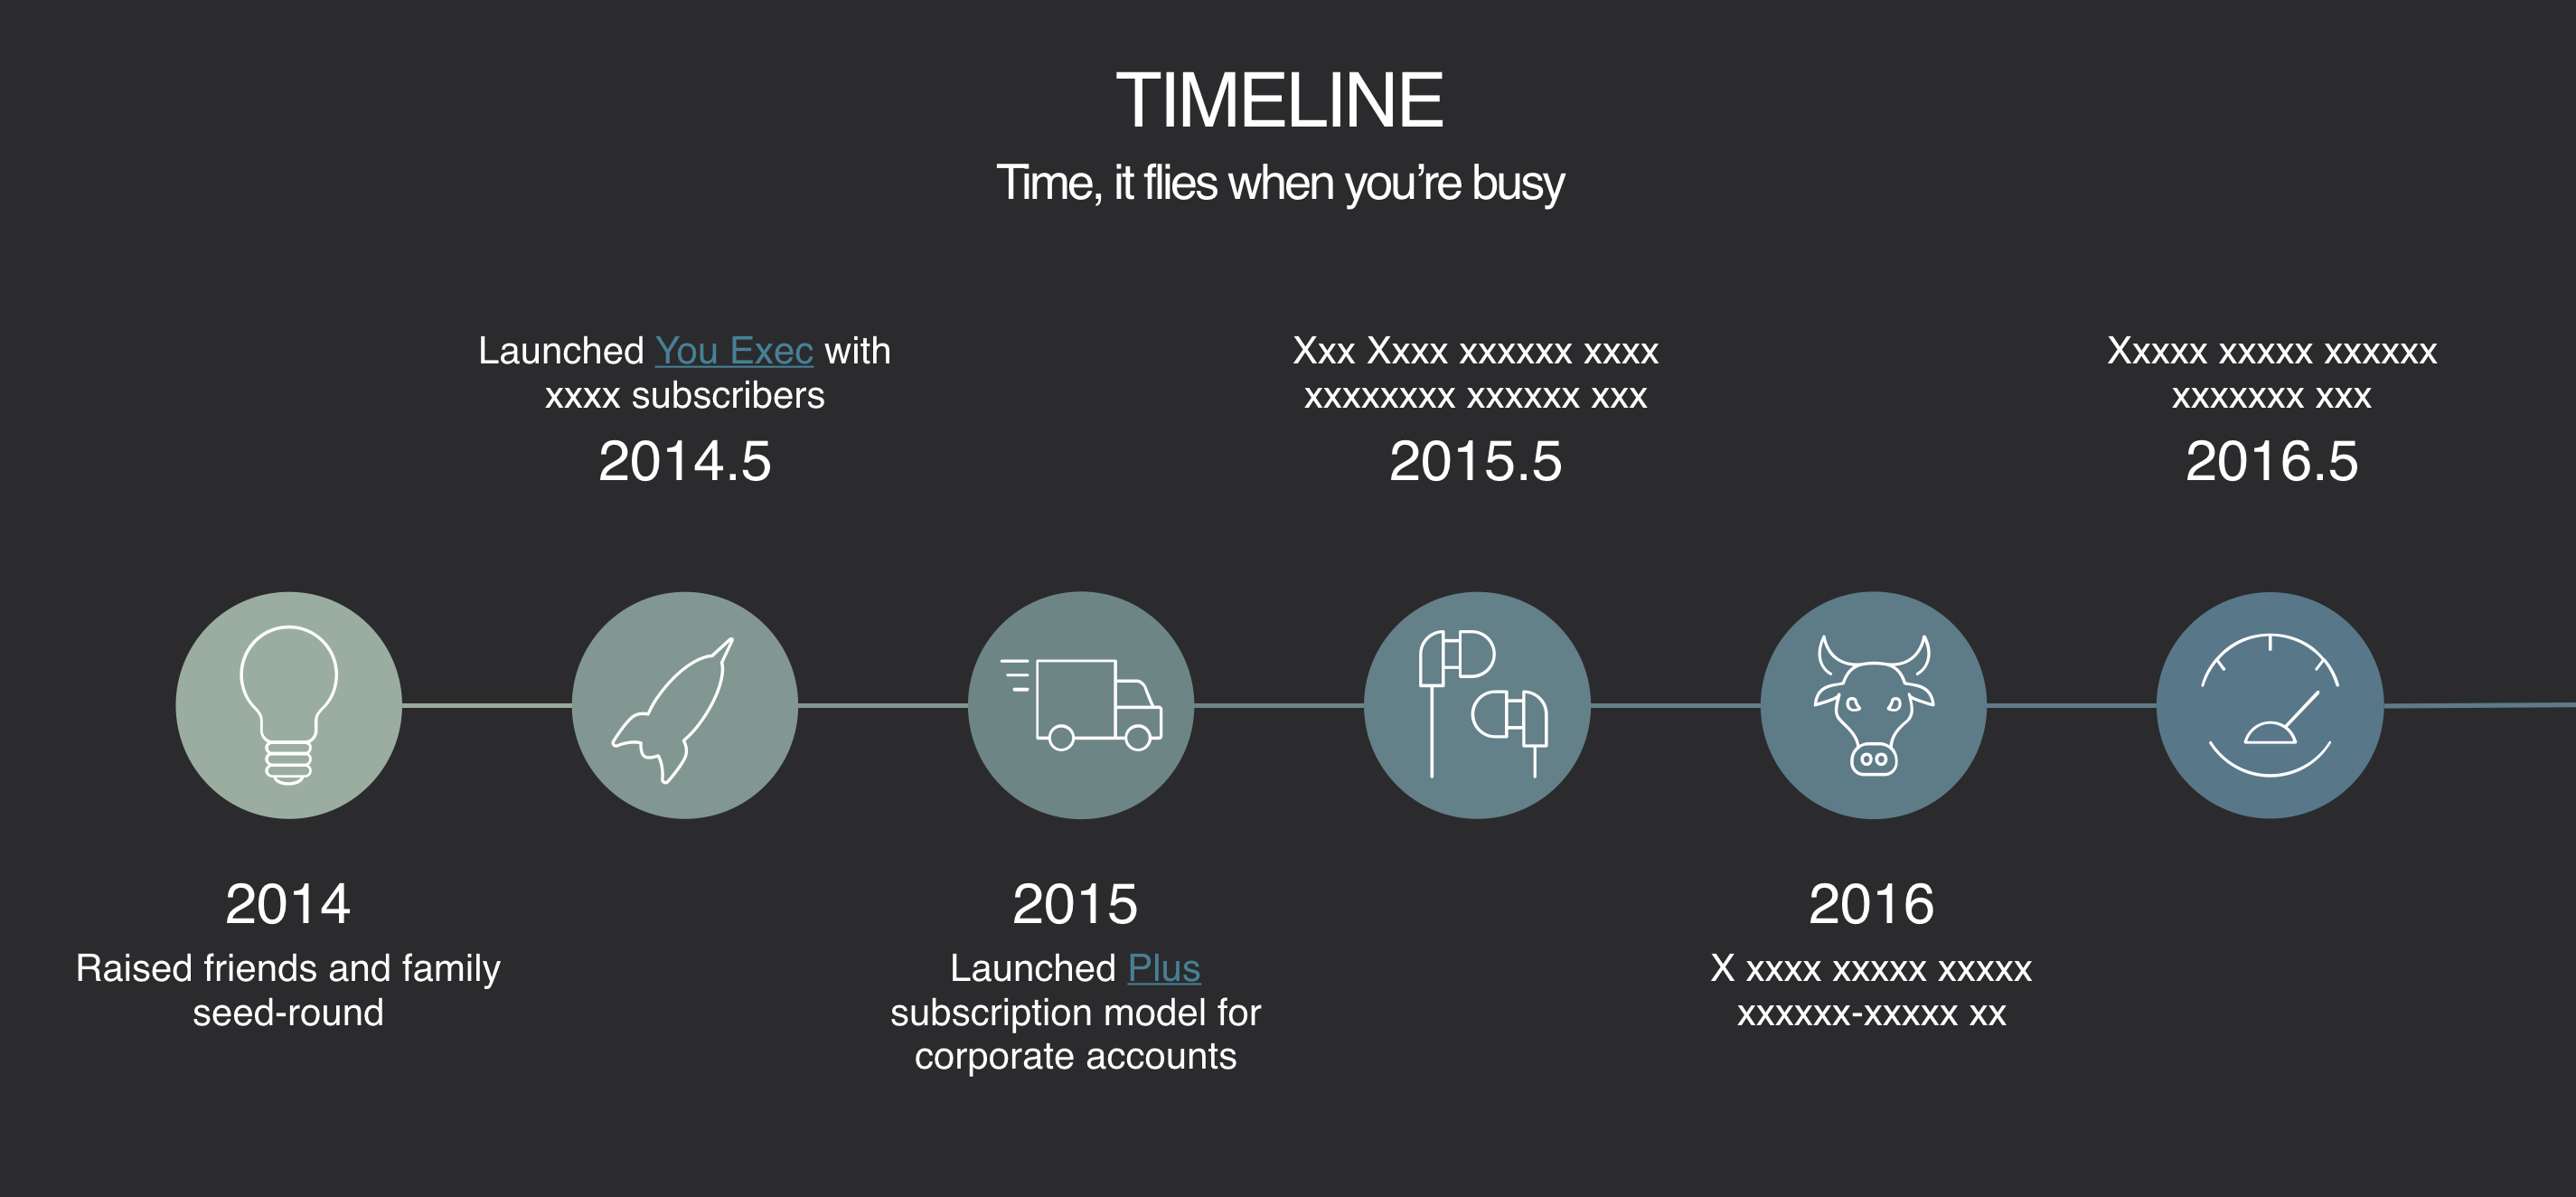 TIMELINE
Time, it flies when you’re busy
Launched You Exec with
xxxx subscribers
2014.5
Xxx Xxxx xxxxxx xxxx
xxxxxxxx xxxxxx xxx
2015.5
Xxxxx xxxxx xxxxxx
xxxxxxx xxx
2016.5
2014
Raised friends and family
seed-round
2015
Launched Plus
subscription model for
corporate accounts
2016
X xxxx xxxxx xxxxx
xxxxxx-xxxxx xx